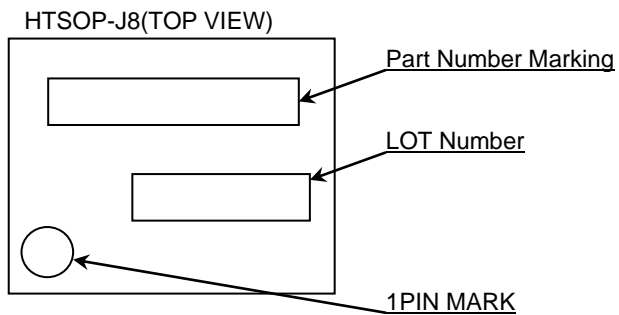 HTSOP-J8(TOP VIEW)
Part Number Marking
LOT Number
1PIN MARK